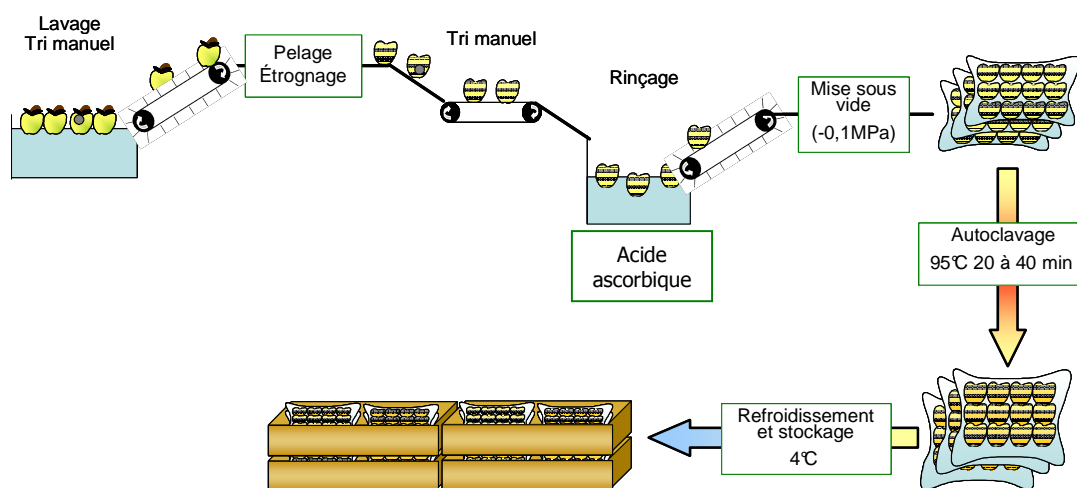 Lavage
Tri manuel
Pelage
Étrognage
Tri manuel
Rinçage
Acide
ascorbique
Mise sous
vide
(-0,1MPa)
Autoclavage
95°C 20 à 40 min
Refroidissement
et stockage
4°C